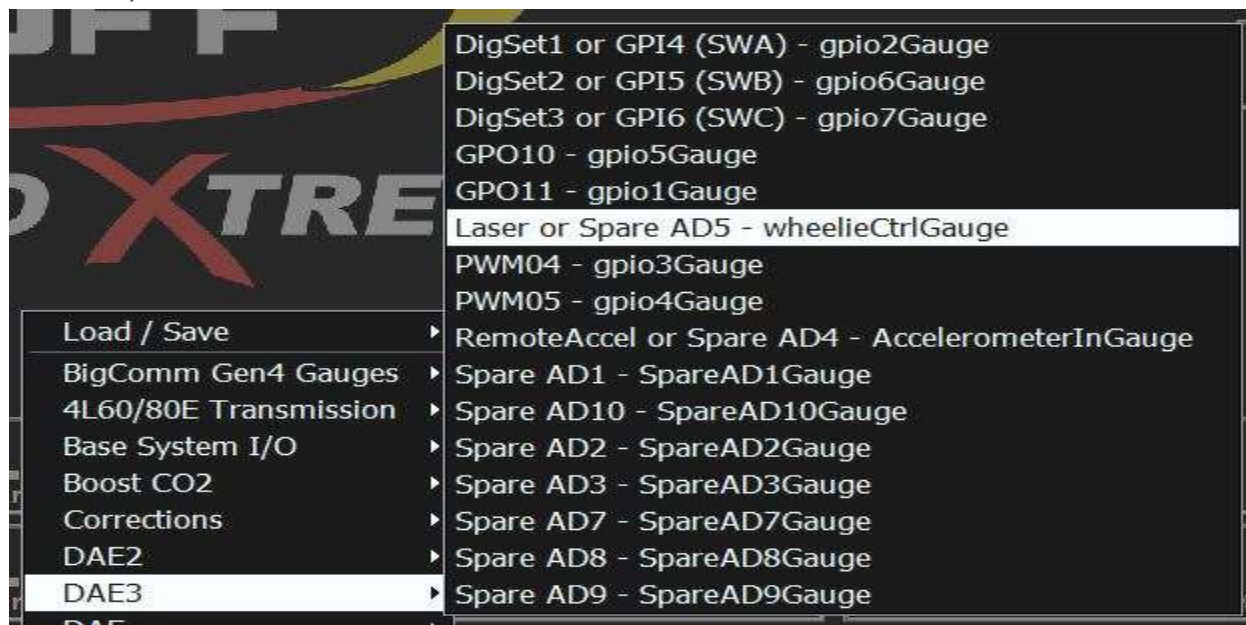 XTRE
Load / Save
BigComm Gen4 Gauges
4L60/80E Transmission
Base System I/O
Boost CO2
Corrections
DAE2
DAE3
DigSet1 or GPI4 (SWA) - gpio2Gauge
DigSet2 or GPI5 (SWB) - gpio6Gauge
DigSet3 or GPI6 (SWC) - gpio7Gauge
GPO10 - gpio5Gauge
GPO11 - gpio1Gauge
Laser or Spare AD5 - wheelieCtrlGauge
PWM04 - gpio3Gauge
PWM05 - gpio4Gauge
RemoteAccel or Spare AD4 - AccelerometerInGauge
Spare AD1 - SpareAD1Gauge
Spare AD10 - SpareAD10Gauge
Spare AD2 - SpareAD2Gauge
Spare AD3 - SpareAD3Gauge
Spare AD7 - SpareAD7Gauge
Spare AD8 - SpareAD8Gauge
Spare AD9 - SpareAD9Gauge